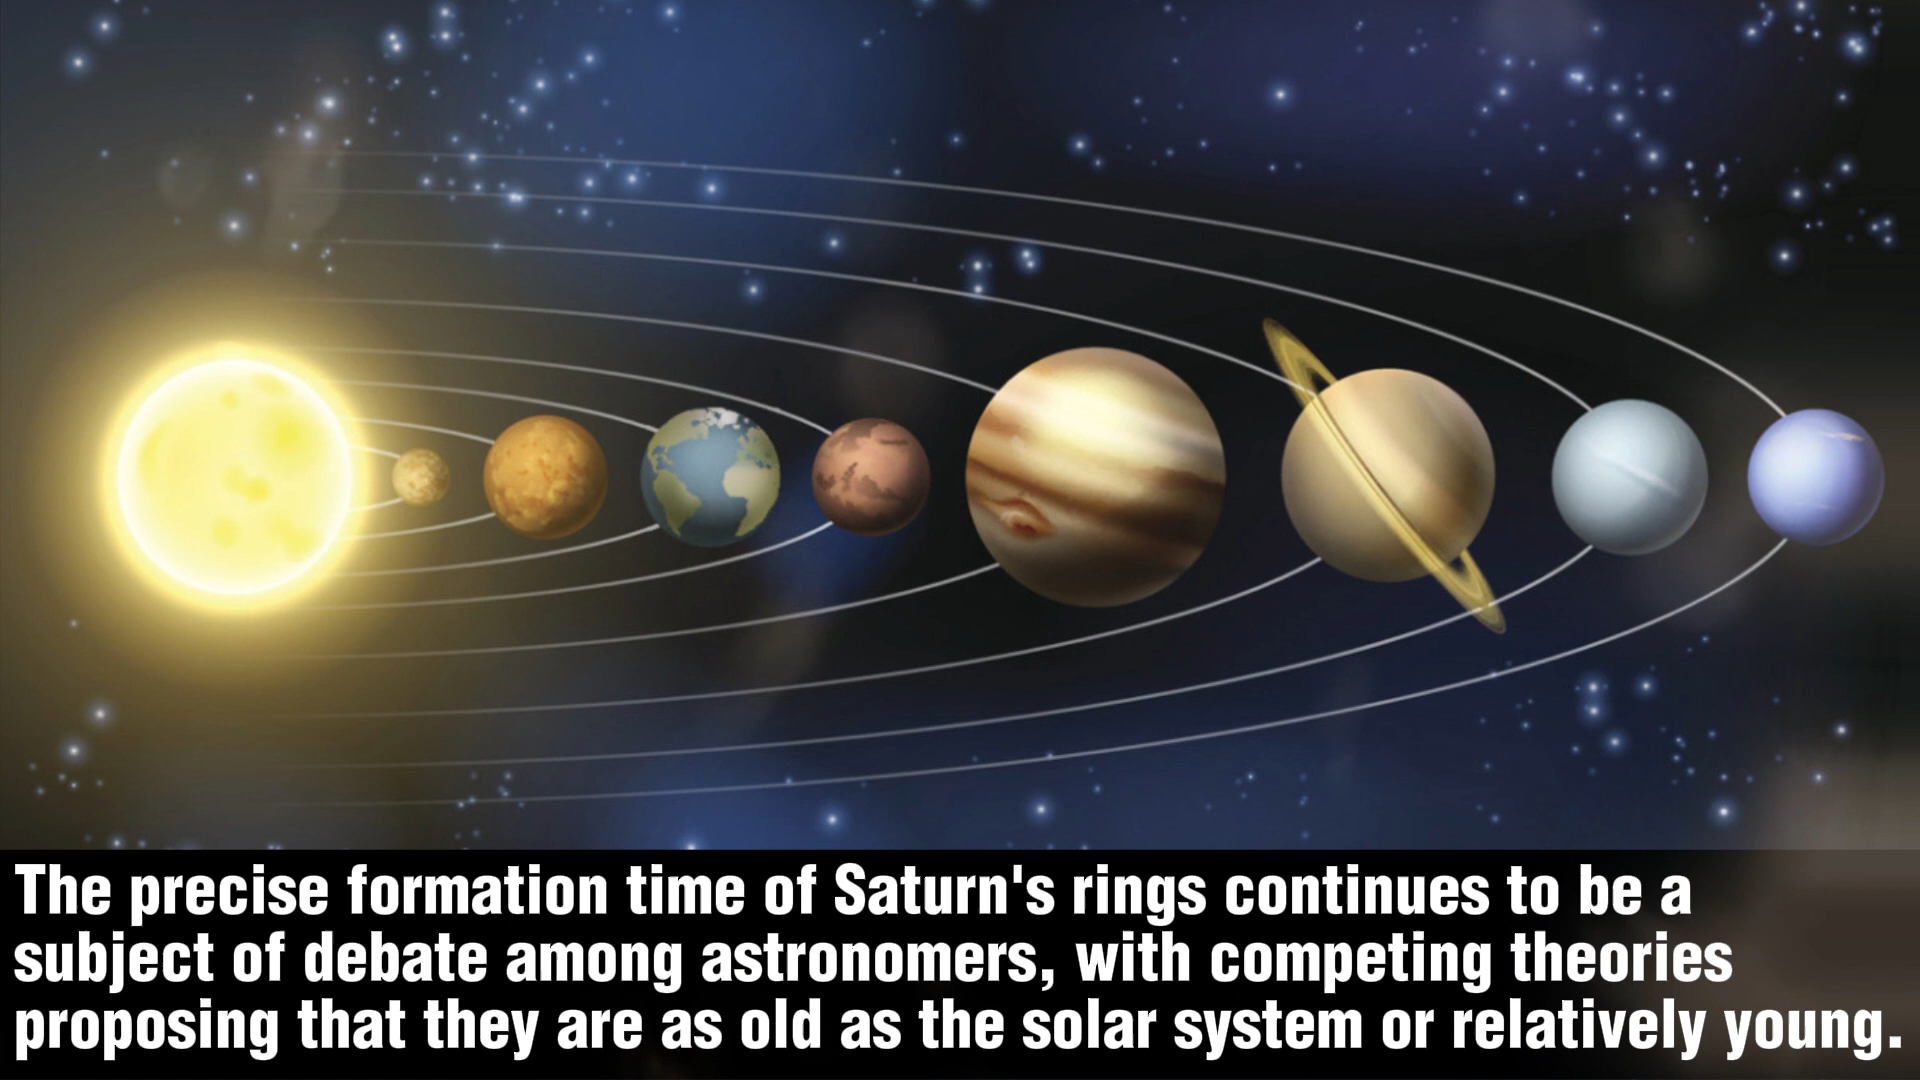 The precise formation time of Saturn's rings continues to be a
subject of debate among astronomers, with competing theories
proposing that they are as old as the solar system or relatively young.